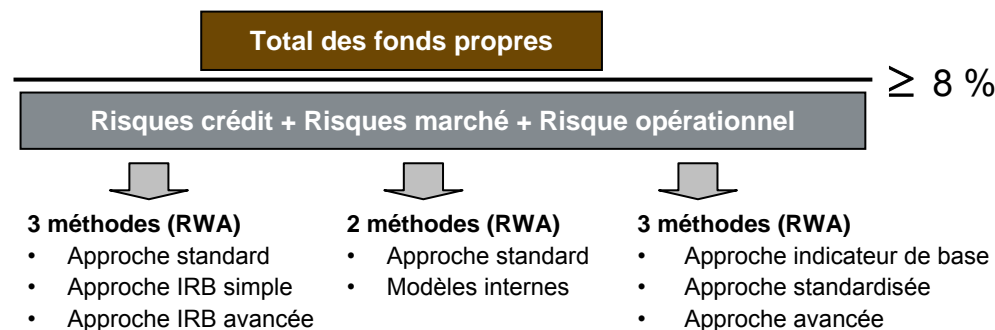 Total des fonds propres
≥ 8 %
Risques crédit + Risques marché + Risque opérationnel
3 méthodes (RWA)
• Approche standard
• Approche IRB simple
• Approche IRB avancée
2 méthodes (RWA)
• Approche standard
• Modèles internes
3 méthodes (RWA)
• Approche indicateur de base
• Approche standardisée
• Approche avancée